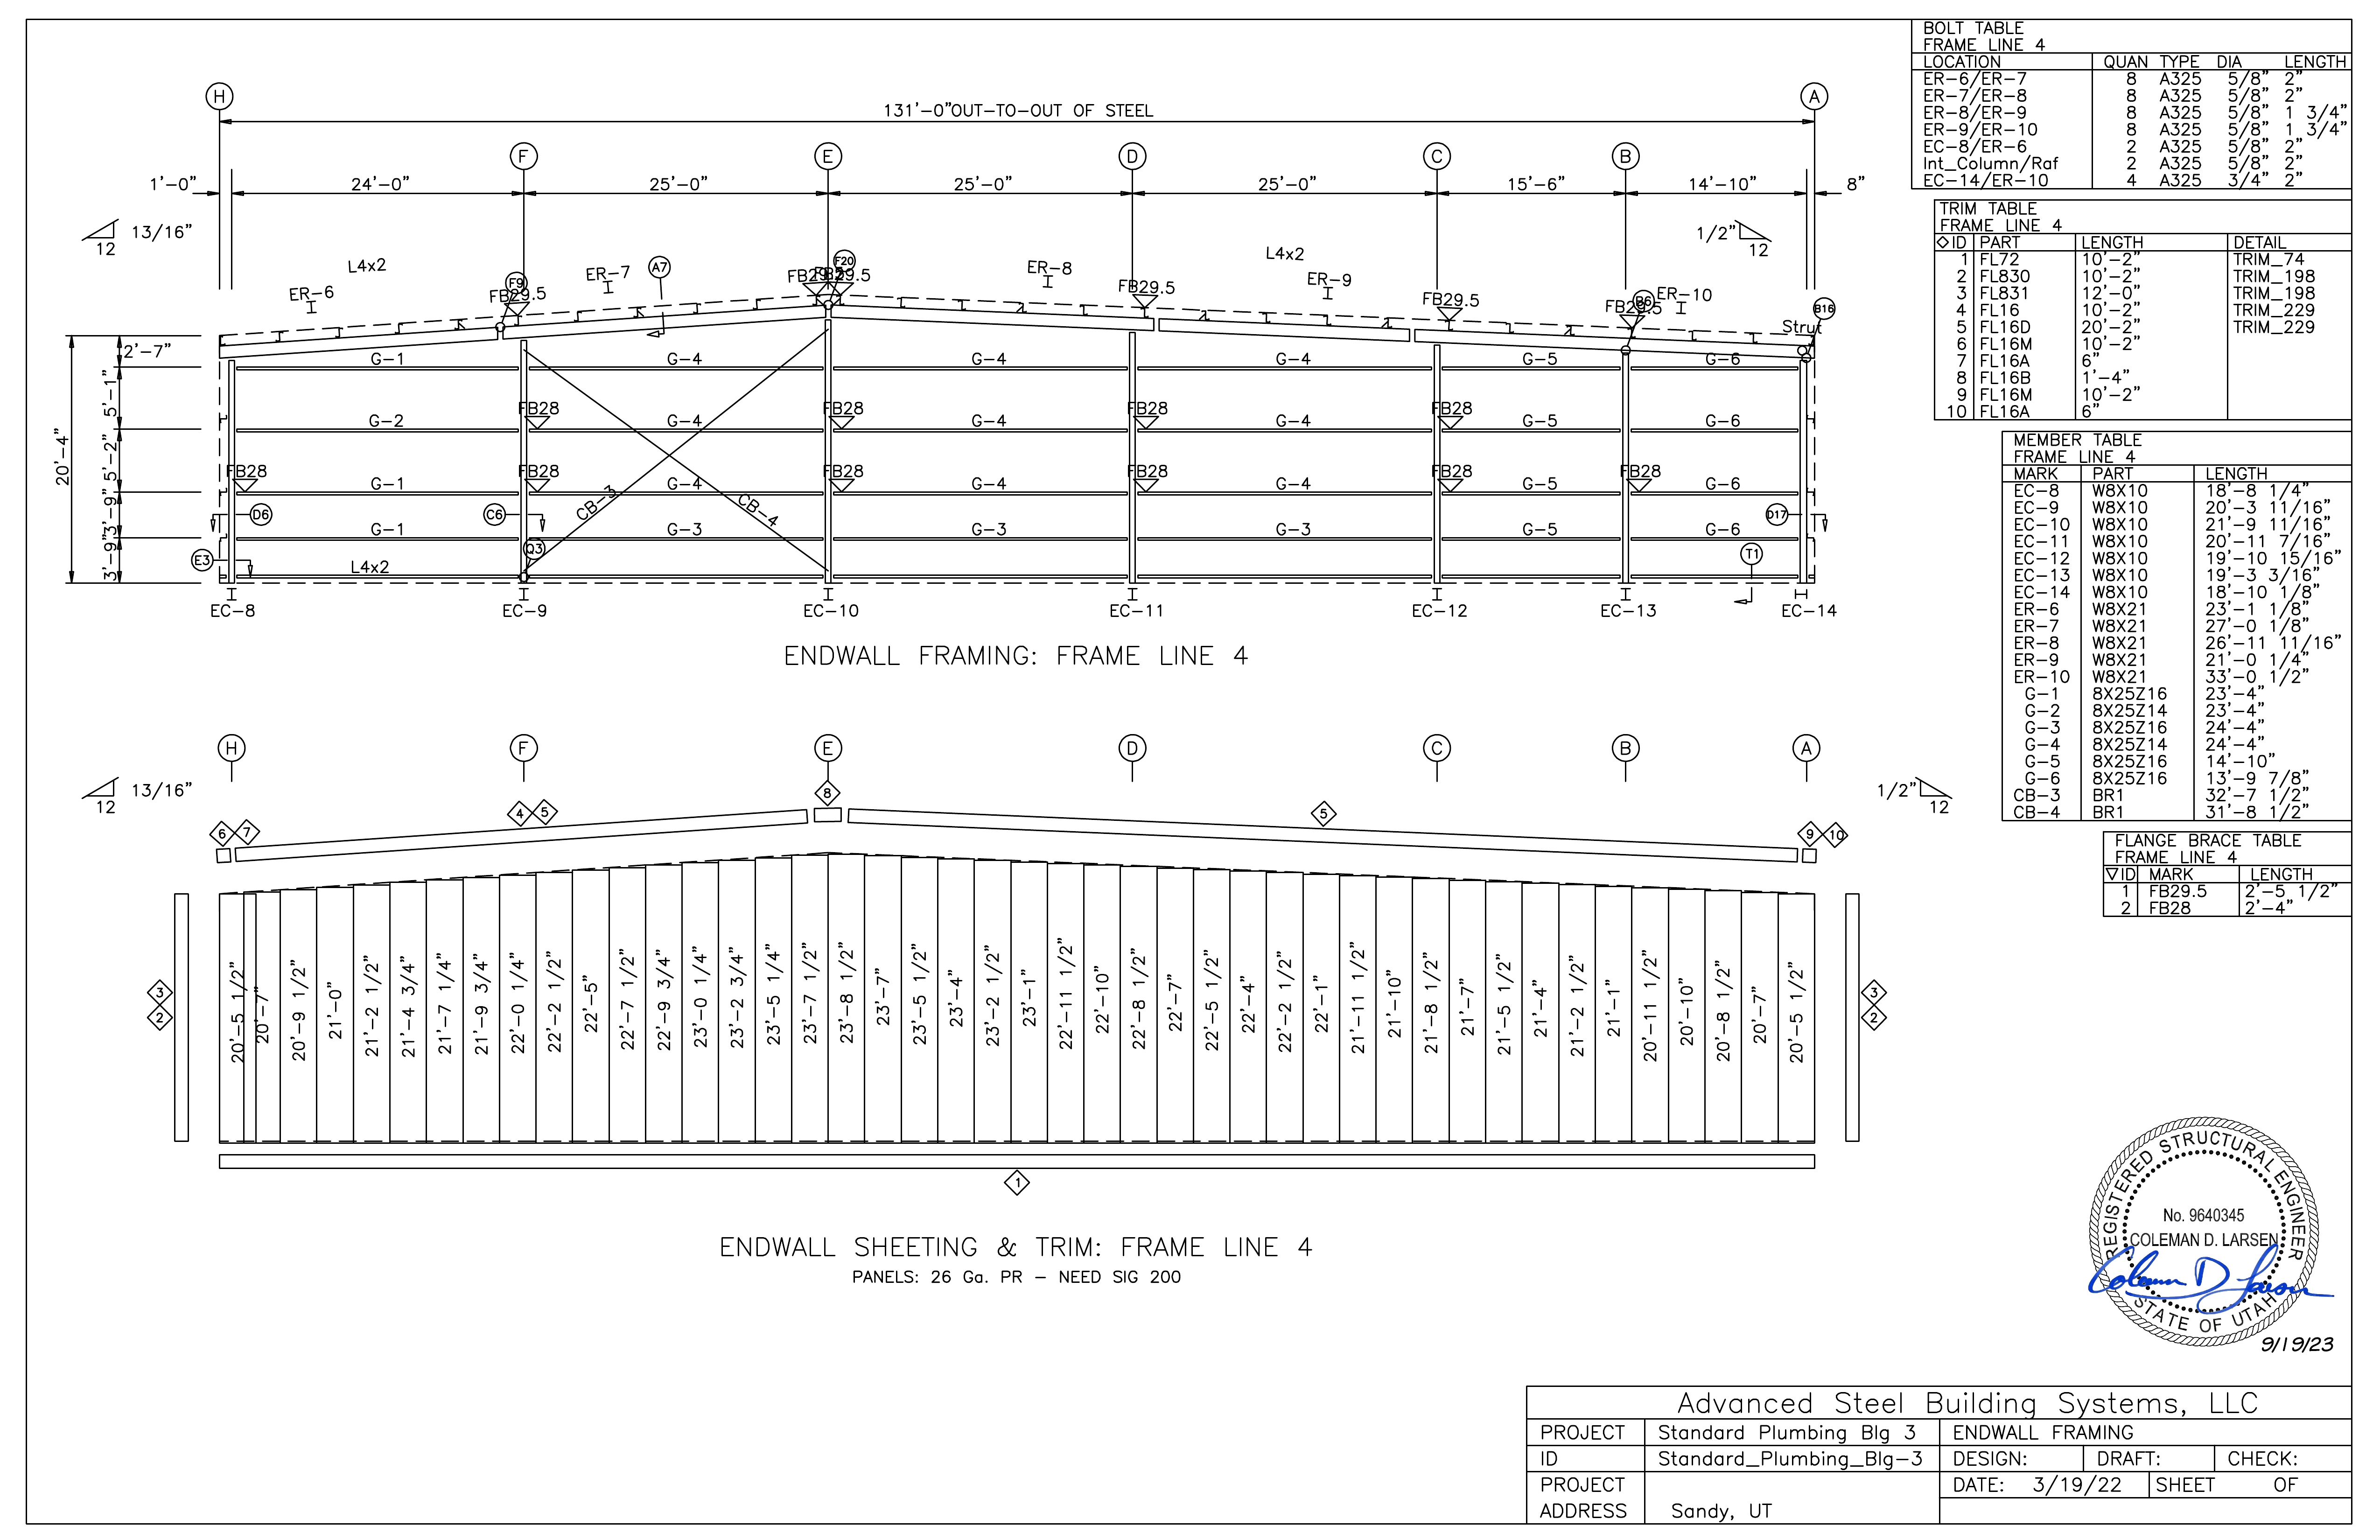 BOLT TABLE
FRAME LINE 4
LOCATION QUAN TYPE DIA LENGTH
ER-6/ER-7 8 A325 5/8" 2"
ER-7/ER-8 8 A325 5/8" 2"
ER-8/ER-9 8 A325 5/8" 1 3/4"
ER-9/ER-10 8 A325 5/8" 1 3/4"
EC-8/ER-6 2 A325 5/8" 2"
Int_Column/Raf 2 A325 5/8" 2"
EC-14/ER-10 4 A325 3/4" 2"
TRIM TABLE
FRAME LINE 4
◇ID PART LENGTH DETAIL
1 FL72 10'-2" TRIM_74
2 FL830 10'-2" TRIM_198
3 FL831 12'-0" TRIM_198
4 FL16 10'-2" TRIM_229
5 FL16D 20'-2" TRIM_229
6 FL16M 10'-2"
7 FL16A 6"
8 FL16B 1'-4"
9 FL16M 10'-2"
10 FL16A 6"
MEMBER TABLE
FRAME LINE 4
MARK PART LENGTH
EC-8 W8X10 18'-8 1/4"
EC-9 W8X10 20'-3 11/16"
EC-10 W8X10 21'-9 11/16"
EC-11 W8X10 20'-11 7/16"
EC-12 W8X10 19'-10 15/16"
EC-13 W8X10 19'-3 3/16"
EC-14 W8X10 18'-10 1/8"
ER-6 W8X21 23'-1 1/8"
ER-7 W8X21 27'-0 1/8"
ER-8 W8X21 26'-11 11/16"
ER-9 W8X21 21'-0 1/4"
ER-10 W8X21 33'-0 1/2"
G-1 8X25Z16 23'-4"
G-2 8X25Z14 23'-4"
G-3 8X25Z16 24'-4"
G-4 8X25Z14 24'-4"
G-5 8X25Z16 14'-10"
G-6 8X25Z16 13'-9 7/8"
CB-3 BR1 32'-7 1/2"
CB-4 BR1 31'-8 1/2"
FLANGE BRACE TABLE
FRAME LINE 4
▽ID MARK LENGTH
1 FB29.5 2'-5 1/2"
2 FB28 2'-4"
H A
131'-0"OUT-TO-OUT OF STEEL
F E D C B
1'-0" 24'-0" 25'-0" 25'-0" 25'-0" 15'-6" 14'-10" 8"
13/16" 12
1/2" 12
L4x2 L4x2
ER-6 ER-7 ER-8 ER-9 ER-10
F9 A7 F20 B6 B16
FB29.5 FB29.5 FB29.5 FB29.5 FB29.5 FB29.5
Strut
20'-4"
2'-7"
5'-1"
5'-2"
3'-9"
3'-9"
G-1 G-4 G-4 G-4 G-5 G-6
FB28 FB28 FB28 FB28
G-2 G-4 G-4 G-4 G-5 G-6
FB28 FB28 FB28 FB28 FB28 FB28
G-1 G-4 G-4 G-4 G-5 G-6
CB-3 CB-4
D6 C6 D17
G-1 G-3 G-3 G-3 G-5 G-6
E3 Q3 T1
L4x2
EC-8 EC-9 EC-10 EC-11 EC-12 EC-13 EC-14
ENDWALL FRAMING: FRAME LINE 4
H F E D C B A
13/16" 12
1/2" 12
6 7 4 5 8 5 9 10
3 2
20'-5 1/2"
20'-7"
20'-9 1/2"
21'-0"
21'-2 1/2"
21'-4 3/4"
21'-7 1/4"
21'-9 3/4"
22'-0 1/4"
22'-2 1/2"
22'-5"
22'-7 1/2"
22'-9 3/4"
23'-0 1/4"
23'-2 3/4"
23'-5 1/4"
23'-7 1/2"
23'-8 1/2"
23'-7"
23'-5 1/2"
23'-4"
23'-2 1/2"
23'-1"
22'-11 1/2"
22'-10"
22'-8 1/2"
22'-7"
22'-5 1/2"
22'-4"
22'-2 1/2"
22'-1"
21'-11 1/2"
21'-10"
21'-8 1/2"
21'-7"
21'-5 1/2"
21'-4"
21'-2 1/2"
21'-1"
20'-11 1/2"
20'-10"
20'-8 1/2"
20'-7"
20'-5 1/2"
3 2
1
ENDWALL SHEETING & TRIM: FRAME LINE 4
PANELS: 26 Ga. PR - NEED SIG 200
REGISTERED STRUCTURAL ENGINEER
No. 9640345
COLEMAN D. LARSEN
Coleman D Larsen
STATE OF UTAH
9/19/23
Advanced Steel Building Systems, LLC
PROJECT Standard Plumbing Blg 3 ENDWALL FRAMING
ID Standard_Plumbing_Blg-3 DESIGN: DRAFT: CHECK:
PROJECT DATE: 3/19/22 SHEET OF
ADDRESS Sandy, UT